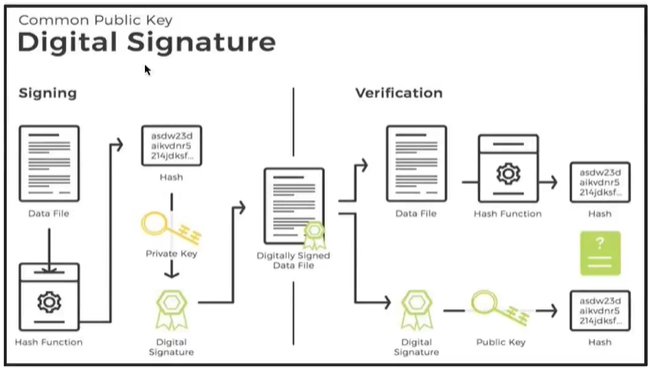 Common Public Key
Digital Signature
Signing
Verification
Data File
Hash Function
asdw23d
aikvdnr5
214jdksf...
Hash
Private Key
Digital
Signature
Digitally Signed
Data File
Data File
Hash Function
asdw23d
aikvdnr5
214jdksf...
Hash
?
Digital
Signature
Public Key
asdw23d
aikvdnr5
214jdksf...
Hash